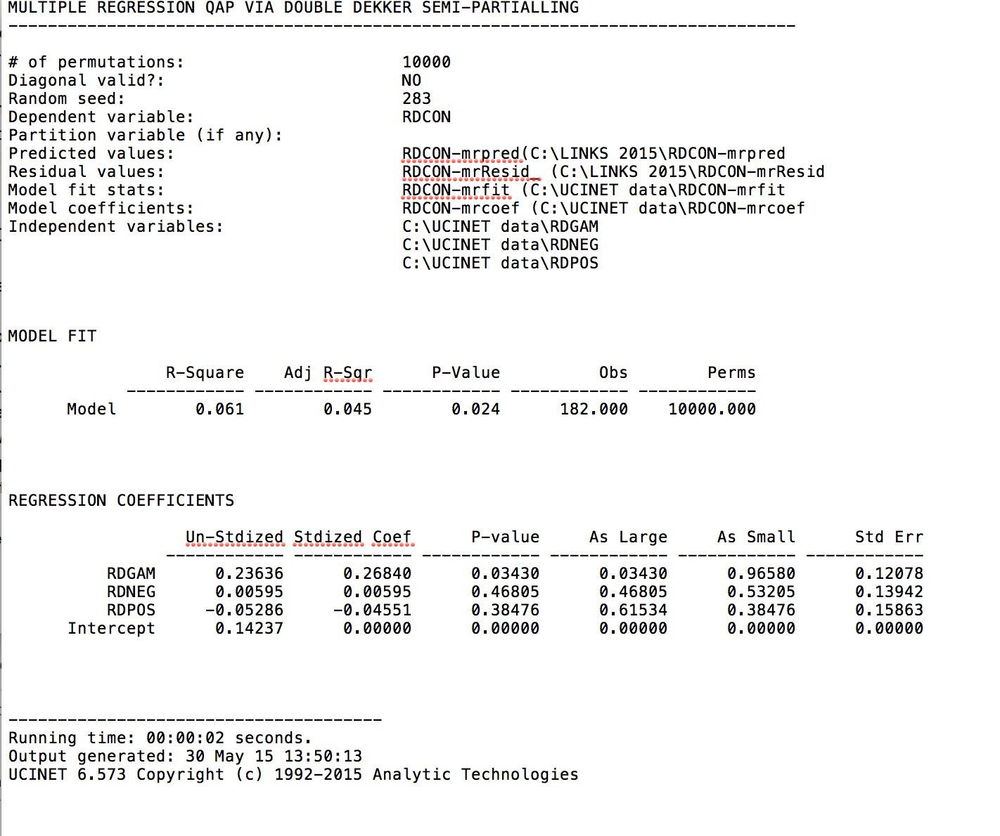 MULTIPLE REGRESSION QAP VIA DOUBLE DEKKER SEMI-PARTIALLING
--------------------------------------------------------------------------------
# of permutations: 10000
Diagonal valid?: NO
Random seed: 283
Dependent variable: RDCON
Partition variable (if any):
Predicted values: RDCON-mrpred(C:\LINKS 2015\RDCON-mrpred
Residual values: RDCON-mrResid_ (C:\LINKS 2015\RDCON-mrResid
Model fit stats: RDCON-mrfit (C:\UCINET data\RDCON-mrfit
Model coefficients: RDCON-mrcoef (C:\UCINET data\RDCON-mrcoef
Independent variables: C:\UCINET data\RDGAM
C:\UCINET data\RDNEG
C:\UCINET data\RDPOS
MODEL FIT
R-Square Adj R-Sqr P-Value Obs Perms
------------ ------------ ------------ ------------ ------------
Model 0.061 0.045 0.024 182.000 10000.000
REGRESSION COEFFICIENTS
Un-Stdized Stdized Coef P-value As Large As Small Std Err
------------ ------------ ------------ ------------ ------------ ------------
RDGAM 0.23636 0.26840 0.03430 0.03430 0.96580 0.12078
RDNEG 0.00595 0.00595 0.46805 0.46805 0.53205 0.13942
RDPOS -0.05286 -0.04551 0.38476 0.61534 0.38476 0.15863
Intercept 0.14237 0.00000 0.00000 0.00000 0.00000 0.00000
--------------------------------------
Running time: 00:00:02 seconds.
Output generated: 30 May 15 13:50:13
UCINET 6.573 Copyright (c) 1992-2015 Analytic Technologies